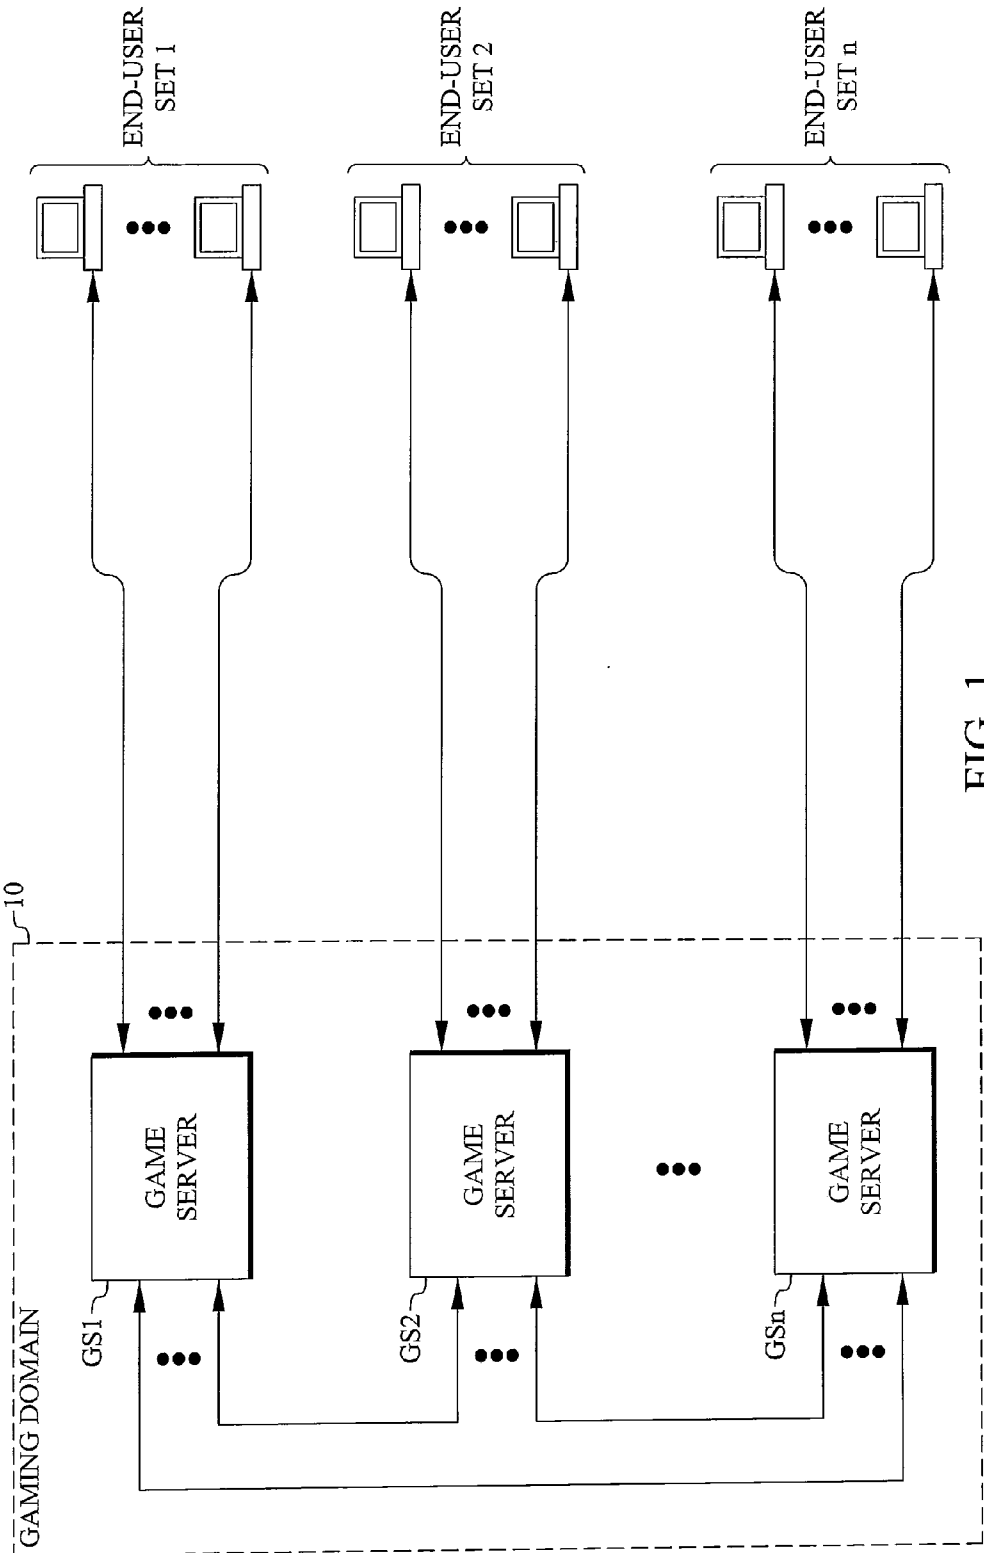 GAMING DOMAIN
10
GS1
GAME
SERVER
END-USER
SET 1
GS2
GAME
SERVER
END-USER
SET 2
GSn
GAME
SERVER
END-USER
SET n
FIG. 1